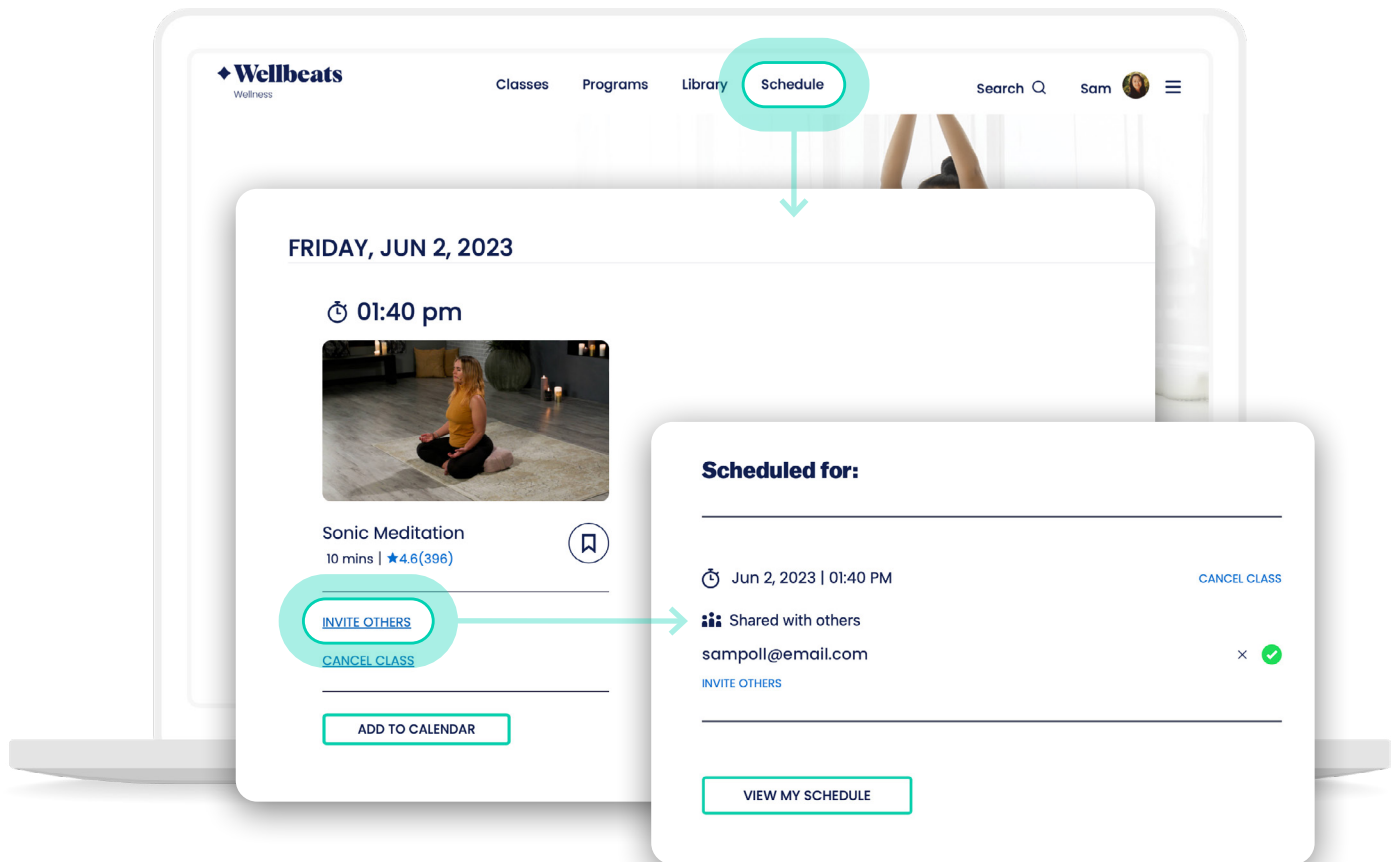 Wellbeats
Wellness
Classes Programs Library Schedule Search Sam
FRIDAY, JUN 2, 2023
01:40 pm
Sonic Meditation
10 mins | ★4.6(396)
INVITE OTHERS
CANCEL CLASS
ADD TO CALENDAR
Scheduled for:
Jun 2, 2023 | 01:40 PM CANCEL CLASS
Shared with others
sampoll@email.com
INVITE OTHERS
VIEW MY SCHEDULE